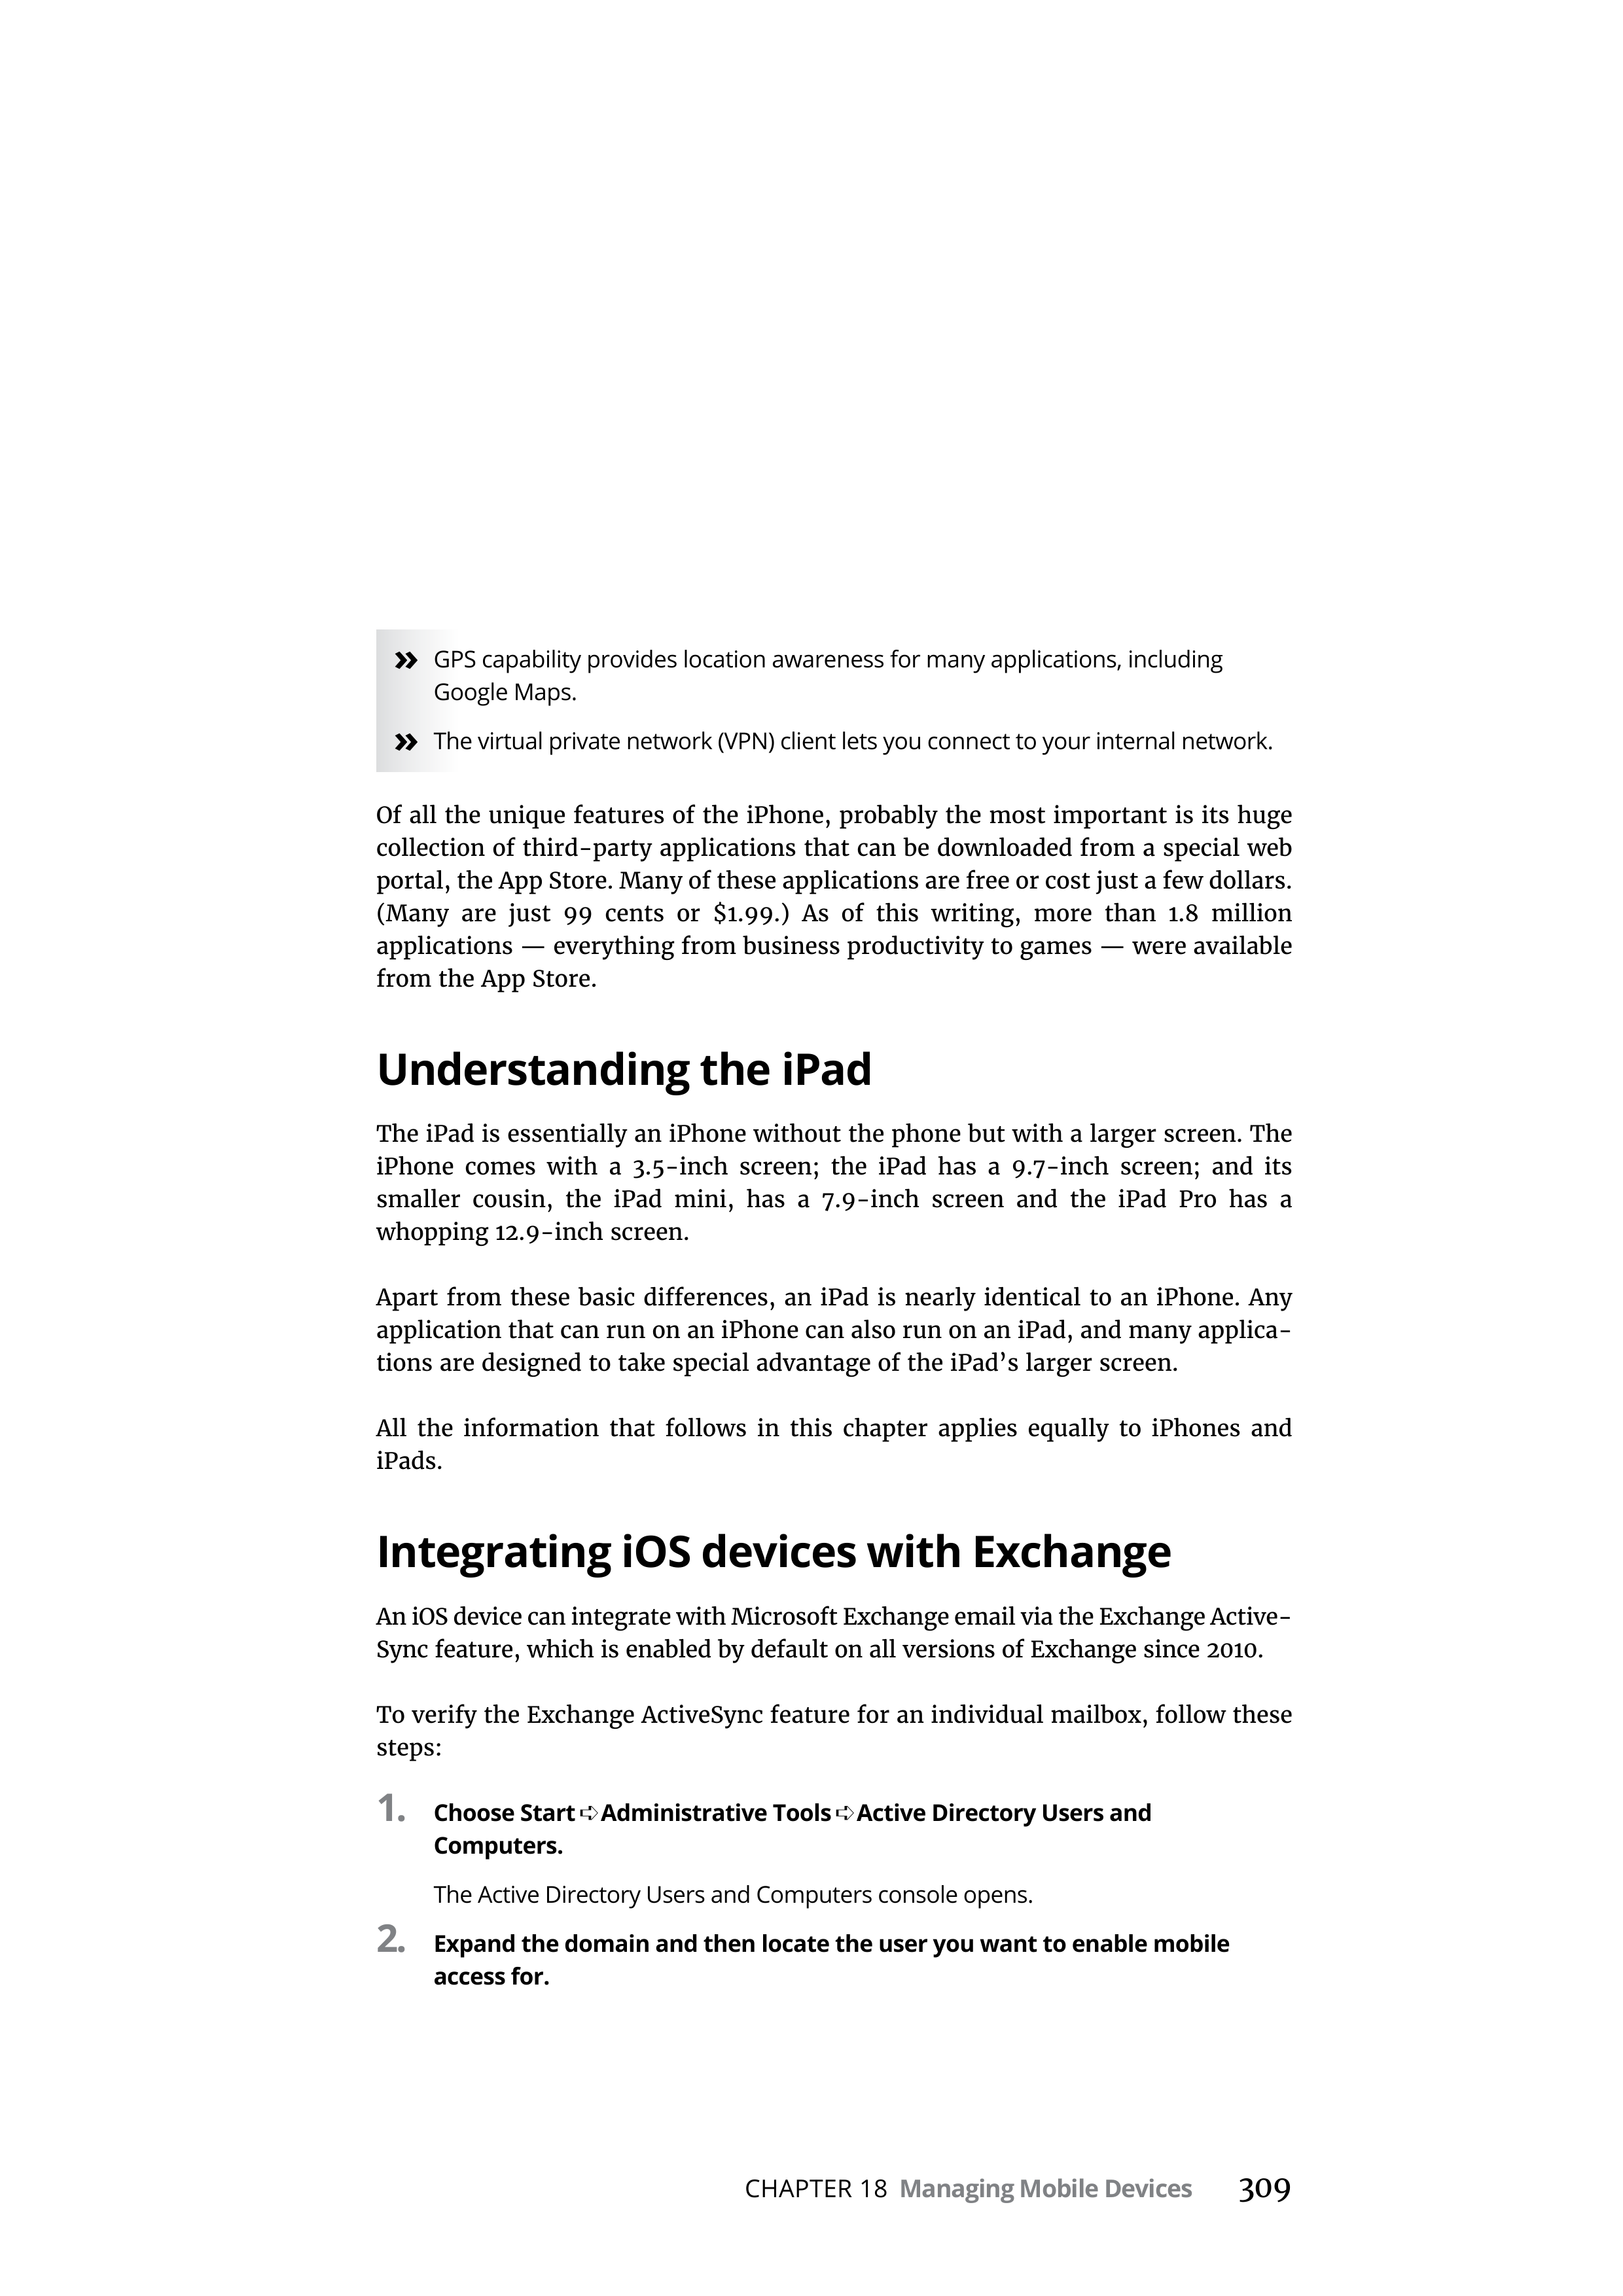 » GPS capability provides location awareness for many applications, including
Google Maps.
» The virtual private network (VPN) client lets you connect to your internal network.
Of all the unique features of the iPhone, probably the most important is its huge
collection of third-party applications that can be downloaded from a special web
portal, the App Store. Many of these applications are free or cost just a few dollars.
(Many are just 99 cents or $1.99.) As of this writing, more than 1.8 million
applications — everything from business productivity to games — were available
from the App Store.
Understanding the iPad
The iPad is essentially an iPhone without the phone but with a larger screen. The
iPhone comes with a 3.5-inch screen; the iPad has a 9.7-inch screen; and its
smaller cousin, the iPad mini, has a 7.9-inch screen and the iPad Pro has a
whopping 12.9-inch screen.
Apart from these basic differences, an iPad is nearly identical to an iPhone. Any
application that can run on an iPhone can also run on an iPad, and many applica-
tions are designed to take special advantage of the iPad’s larger screen.
All the information that follows in this chapter applies equally to iPhones and
iPads.
Integrating iOS devices with Exchange
An iOS device can integrate with Microsoft Exchange email via the Exchange Active-
Sync feature, which is enabled by default on all versions of Exchange since 2010.
To verify the Exchange ActiveSync feature for an individual mailbox, follow these
steps:
1. Choose Start ➪ Administrative Tools ➪ Active Directory Users and
Computers.
The Active Directory Users and Computers console opens.
2. Expand the domain and then locate the user you want to enable mobile
access for.
CHAPTER 18 Managing Mobile Devices 309